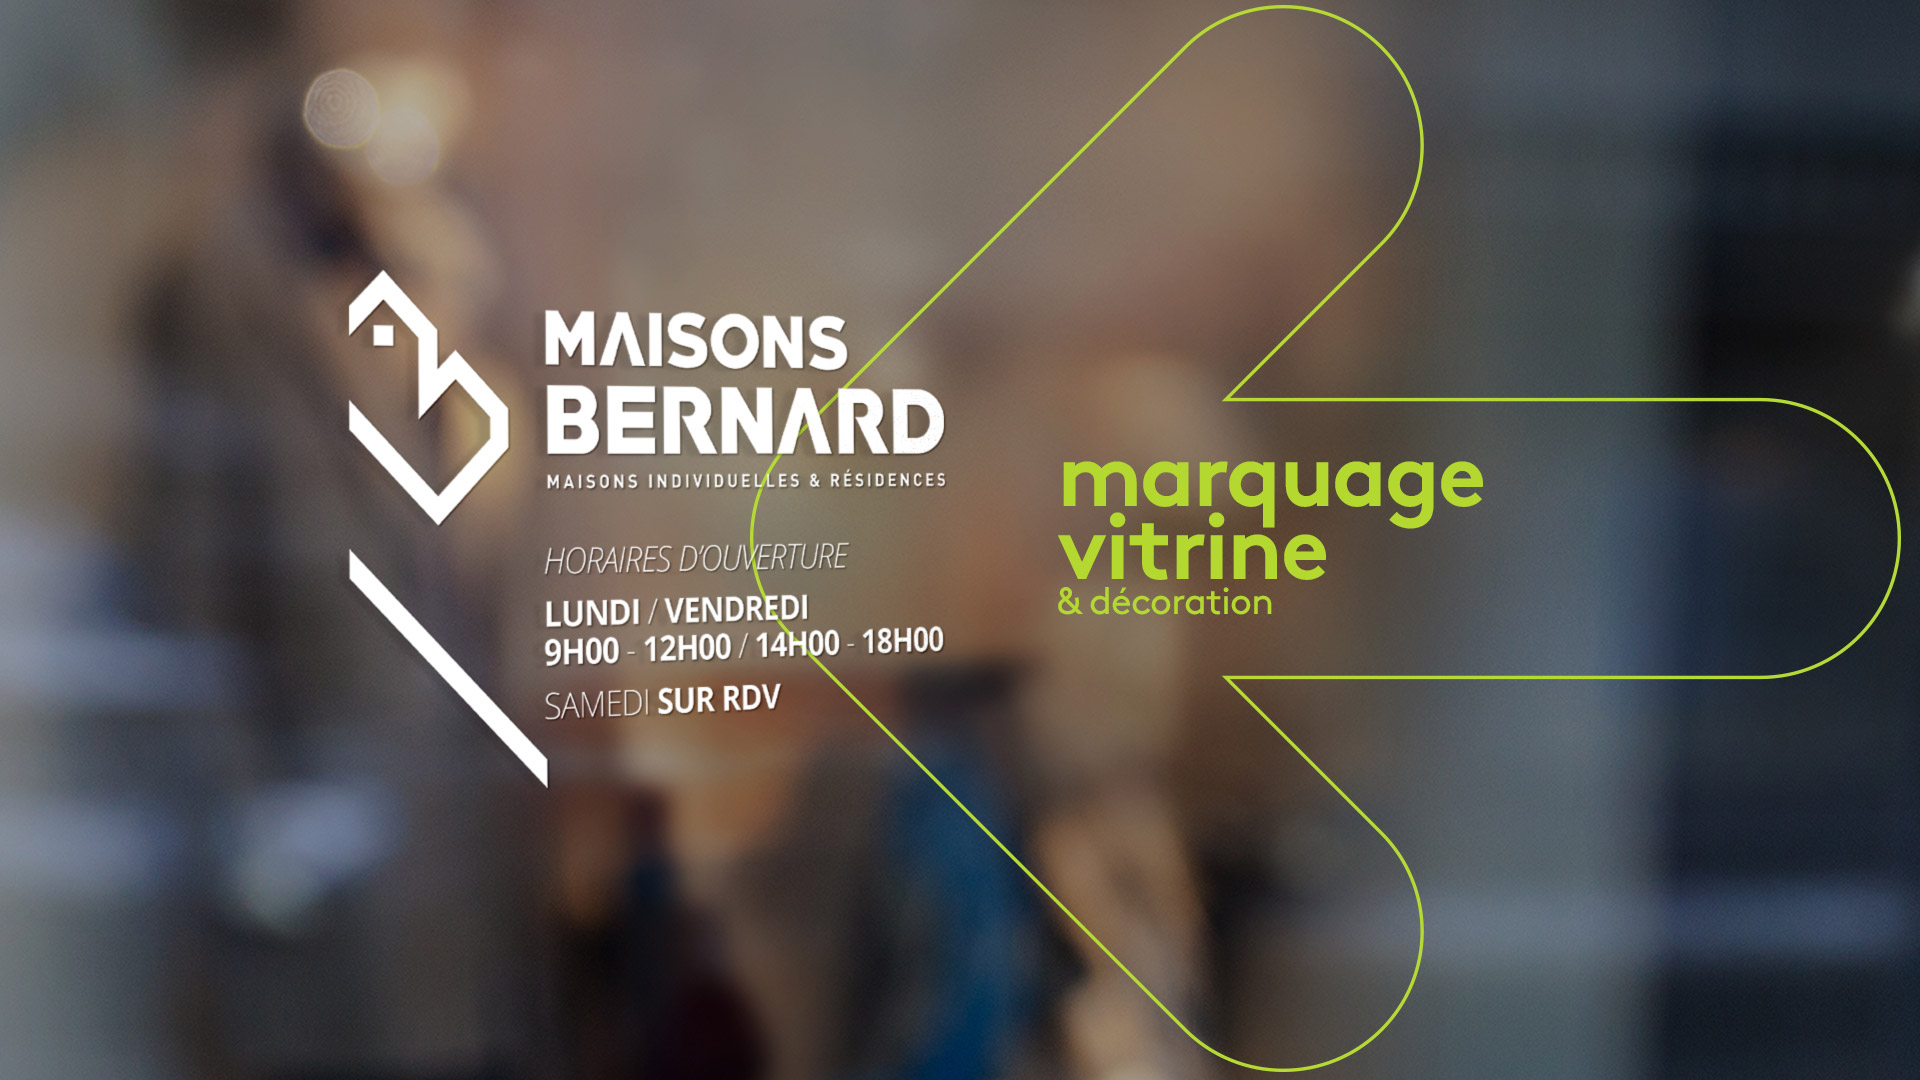 MAISONS
BERNARD
MAISONS INDIVIDUELLES & RÉSIDENCES
HORAIRES D'OUVERTURE
LUNDI / VENDREDI
9H00 - 12H00 / 14H00 - 18H00
SAMEDI SUR RDV
marquage
vitrine
& décoration